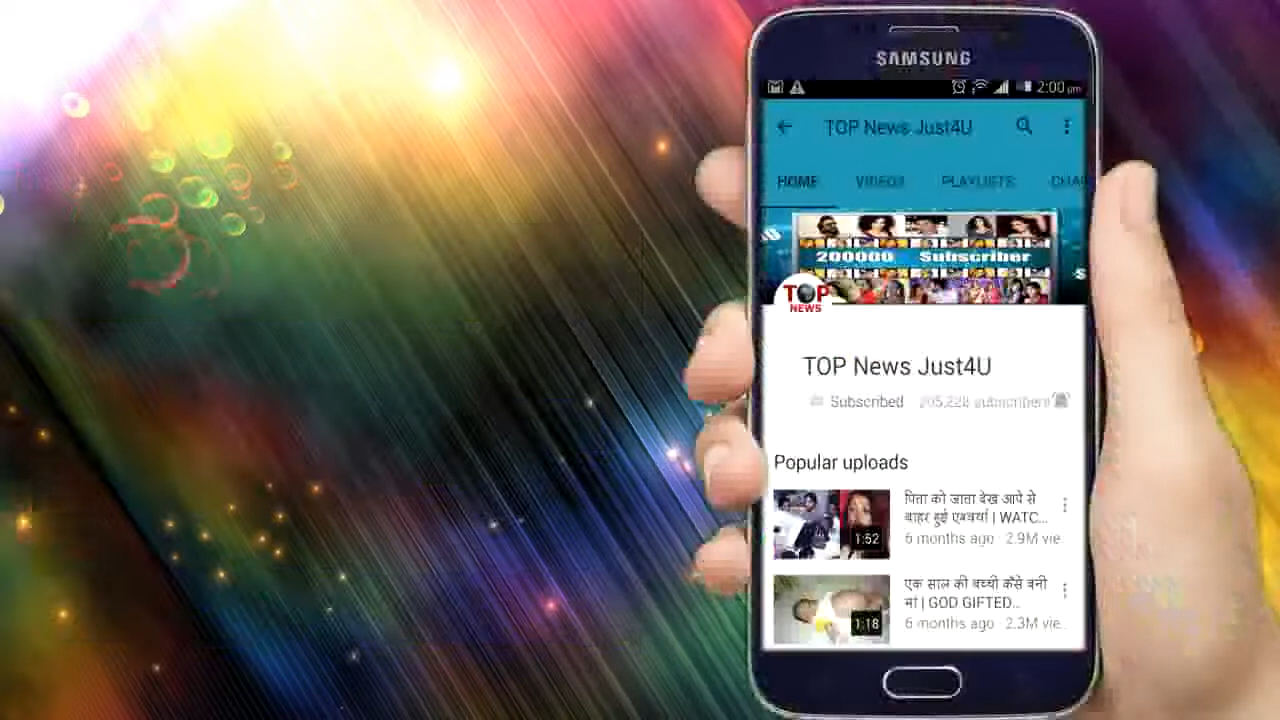 SAMSUNG
2:00 pm
TOP News Just4U
HOME VIDEOS PLAYLISTS
200000 Subscriber
TOP
NEWS
TOP News Just4U
Subscribed 205,228 subscribers
Popular uploads
पिता को जाता देख आपे से
बाहर हुई एश्वर्या | WATC...
6 months ago · 2.9M vie
1:52
एक साल की बच्ची कैसे बनी
मां | GOD GIFTED..
6 months ago · 2.3M vie..
1:18